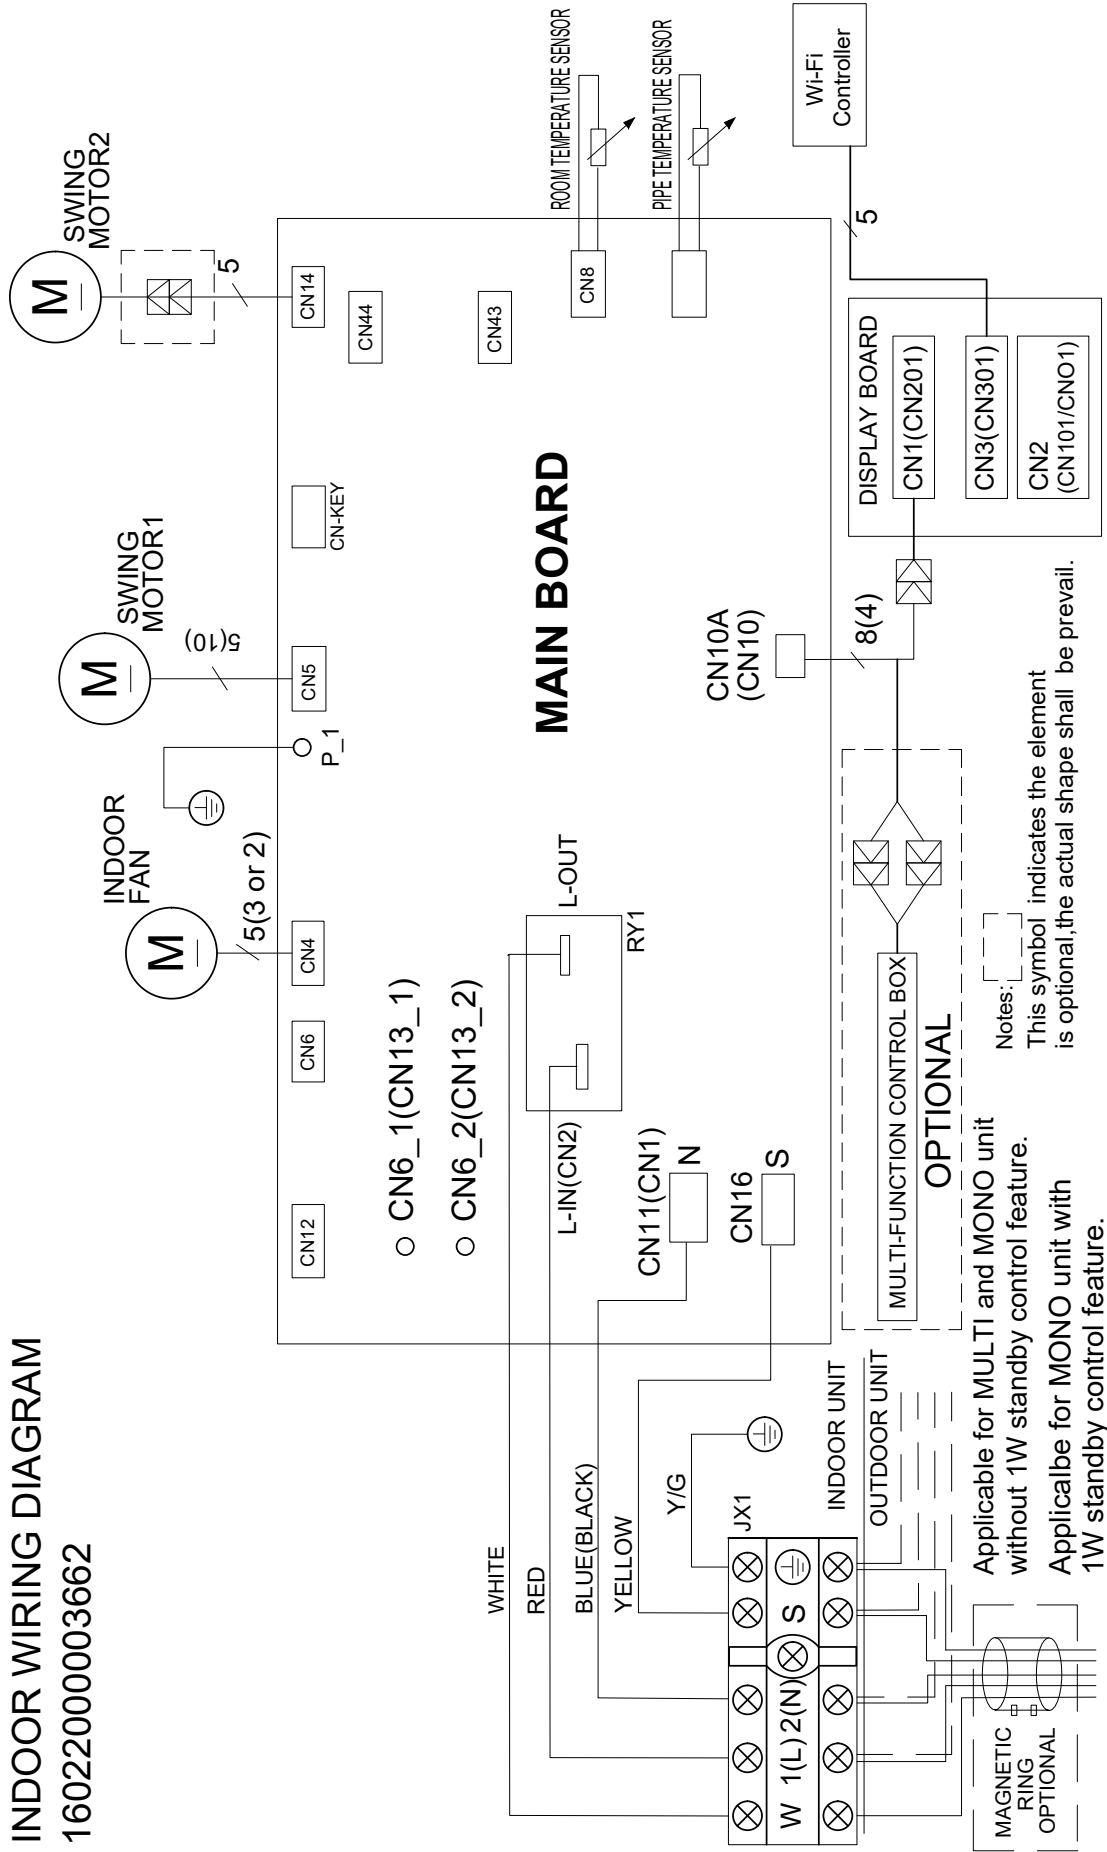 INDOOR WIRING DIAGRAM
16022000003662
SWING
MOTOR2
M
5
SWING
MOTOR1
M
5(10)
INDOOR
FAN
M
5(3 or 2)
P_1
CN12
CN6
CN4
CN5
CN-KEY
CN14
CN44
CN43
CN8
ROOM TEMPERATURE SENSOR
PIPE TEMPERATURE SENSOR
CN6_1(CN13_1)
CN6_2(CN13_2)
MAIN BOARD
L-IN(CN2)
L-OUT
RY1
CN11(CN1)
N
CN16
S
CN10A
(CN10)
8(4)
WHITE
RED
BLUE(BLACK)
YELLOW
Y/G
JX1
W 1(L) 2(N) S
INDOOR UNIT
OUTDOOR UNIT
MULTI-FUNCTION CONTROL BOX
OPTIONAL
DISPLAY BOARD
CN1(CN201)
CN3(CN301)
CN2
(CN101/CNO1)
5
Wi-Fi
Controller
MAGNETIC
RING
OPTIONAL
Applicable for MULTI and MONO unit
without 1W standby control feature.
Applicalbe for MONO unit with
1W standby control feature.
Notes:
This symbol indicates the element
is optional,the actual shape shall be prevail.